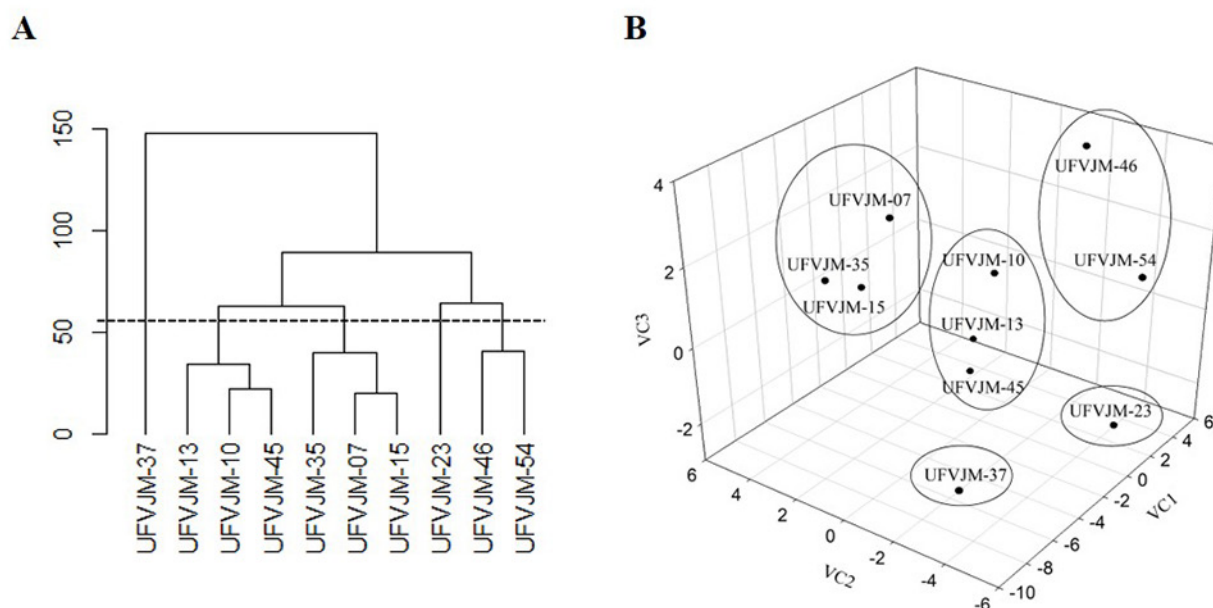 A
B
150
100
50
0
UFVJM-37
UFVJM-13
UFVJM-10
UFVJM-45
UFVJM-35
UFVJM-07
UFVJM-15
UFVJM-23
UFVJM-46
UFVJM-54
UFVJM-46
UFVJM-07
UFVJM-10
UFVJM-54
UFVJM-35
UFVJM-15
UFVJM-13
UFVJM-45
UFVJM-23
UFVJM-37
VC3
4
2
0
-2
6
4
2
0
-2
-4
-6
VC2
-10
-8
-6
-4
-2
0
2
4
6
VC1